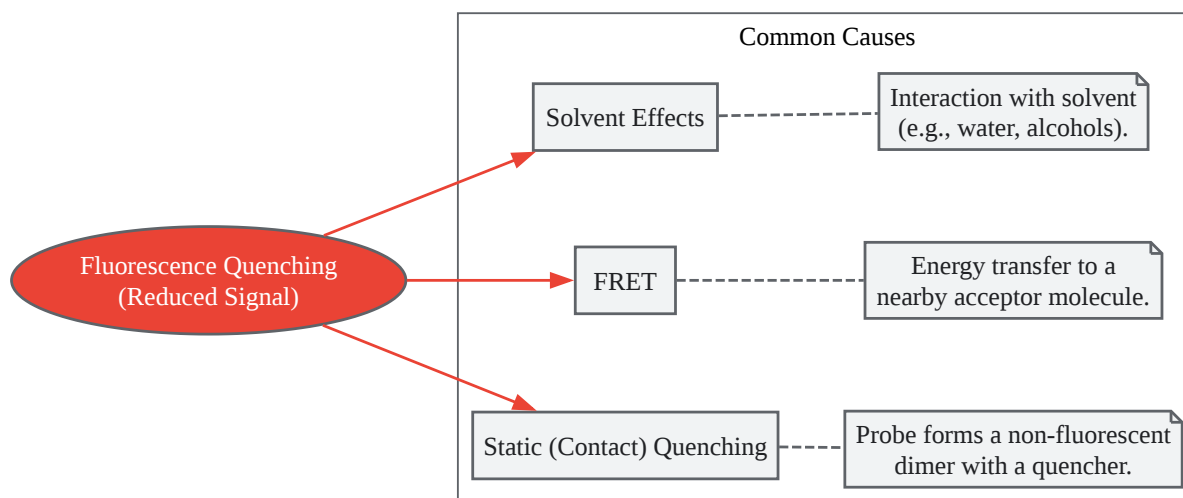 Common Causes
Solvent Effects
Interaction with solvent
(e.g., water, alcohols).
Fluorescence Quenching
(Reduced Signal)
FRET
Energy transfer to a
nearby acceptor molecule.
Static (Contact) Quenching
Probe forms a non-fluorescent
dimer with a quencher.